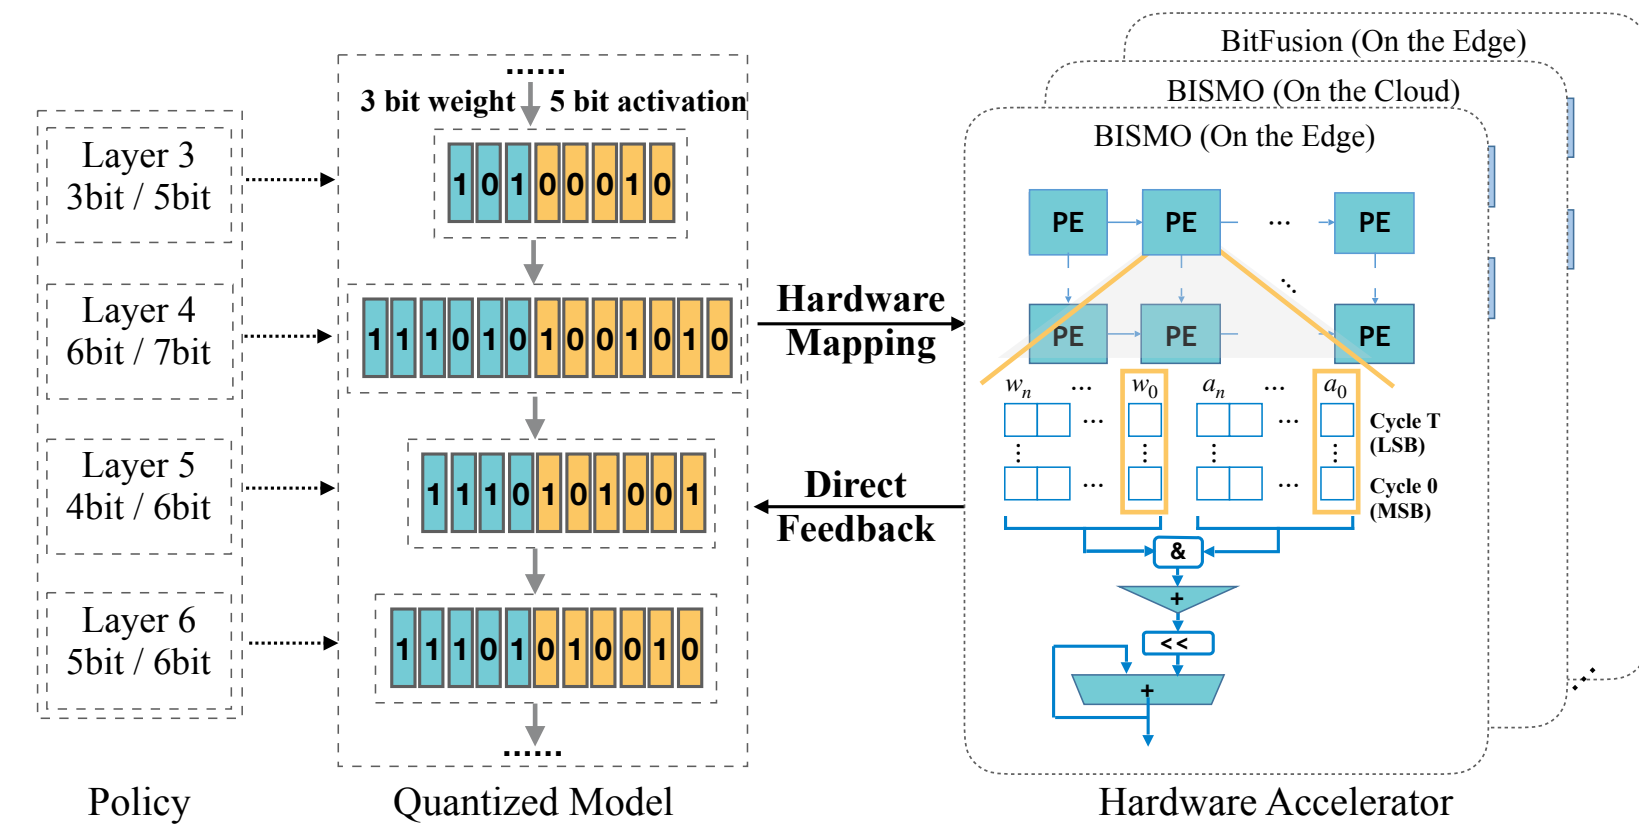 Layer 3
3bit / 5bit
Layer 4
6bit / 7bit
Layer 5
4bit / 6bit
Layer 6
5bit / 6bit
Policy
......
3 bit weight 5 bit activation
1 0 1 0 0 0 1 0
1 1 1 0 1 0 1 0 0 1 0 1 0
1 1 1 0 1 0 1 0 0 1
1 1 1 0 1 0 1 0 0 1 0
......
Quantized Model
Hardware
Mapping
Direct
Feedback
BitFusion (On the Edge)
BISMO (On the Cloud)
BISMO (On the Edge)
PE PE ... PE
...
PE PE PE
wn ... w0 an ... a0
... ... Cycle T
(LSB)
... ... ... ...
... ... Cycle 0
(MSB)
&
+
<<
+
...
Hardware Accelerator